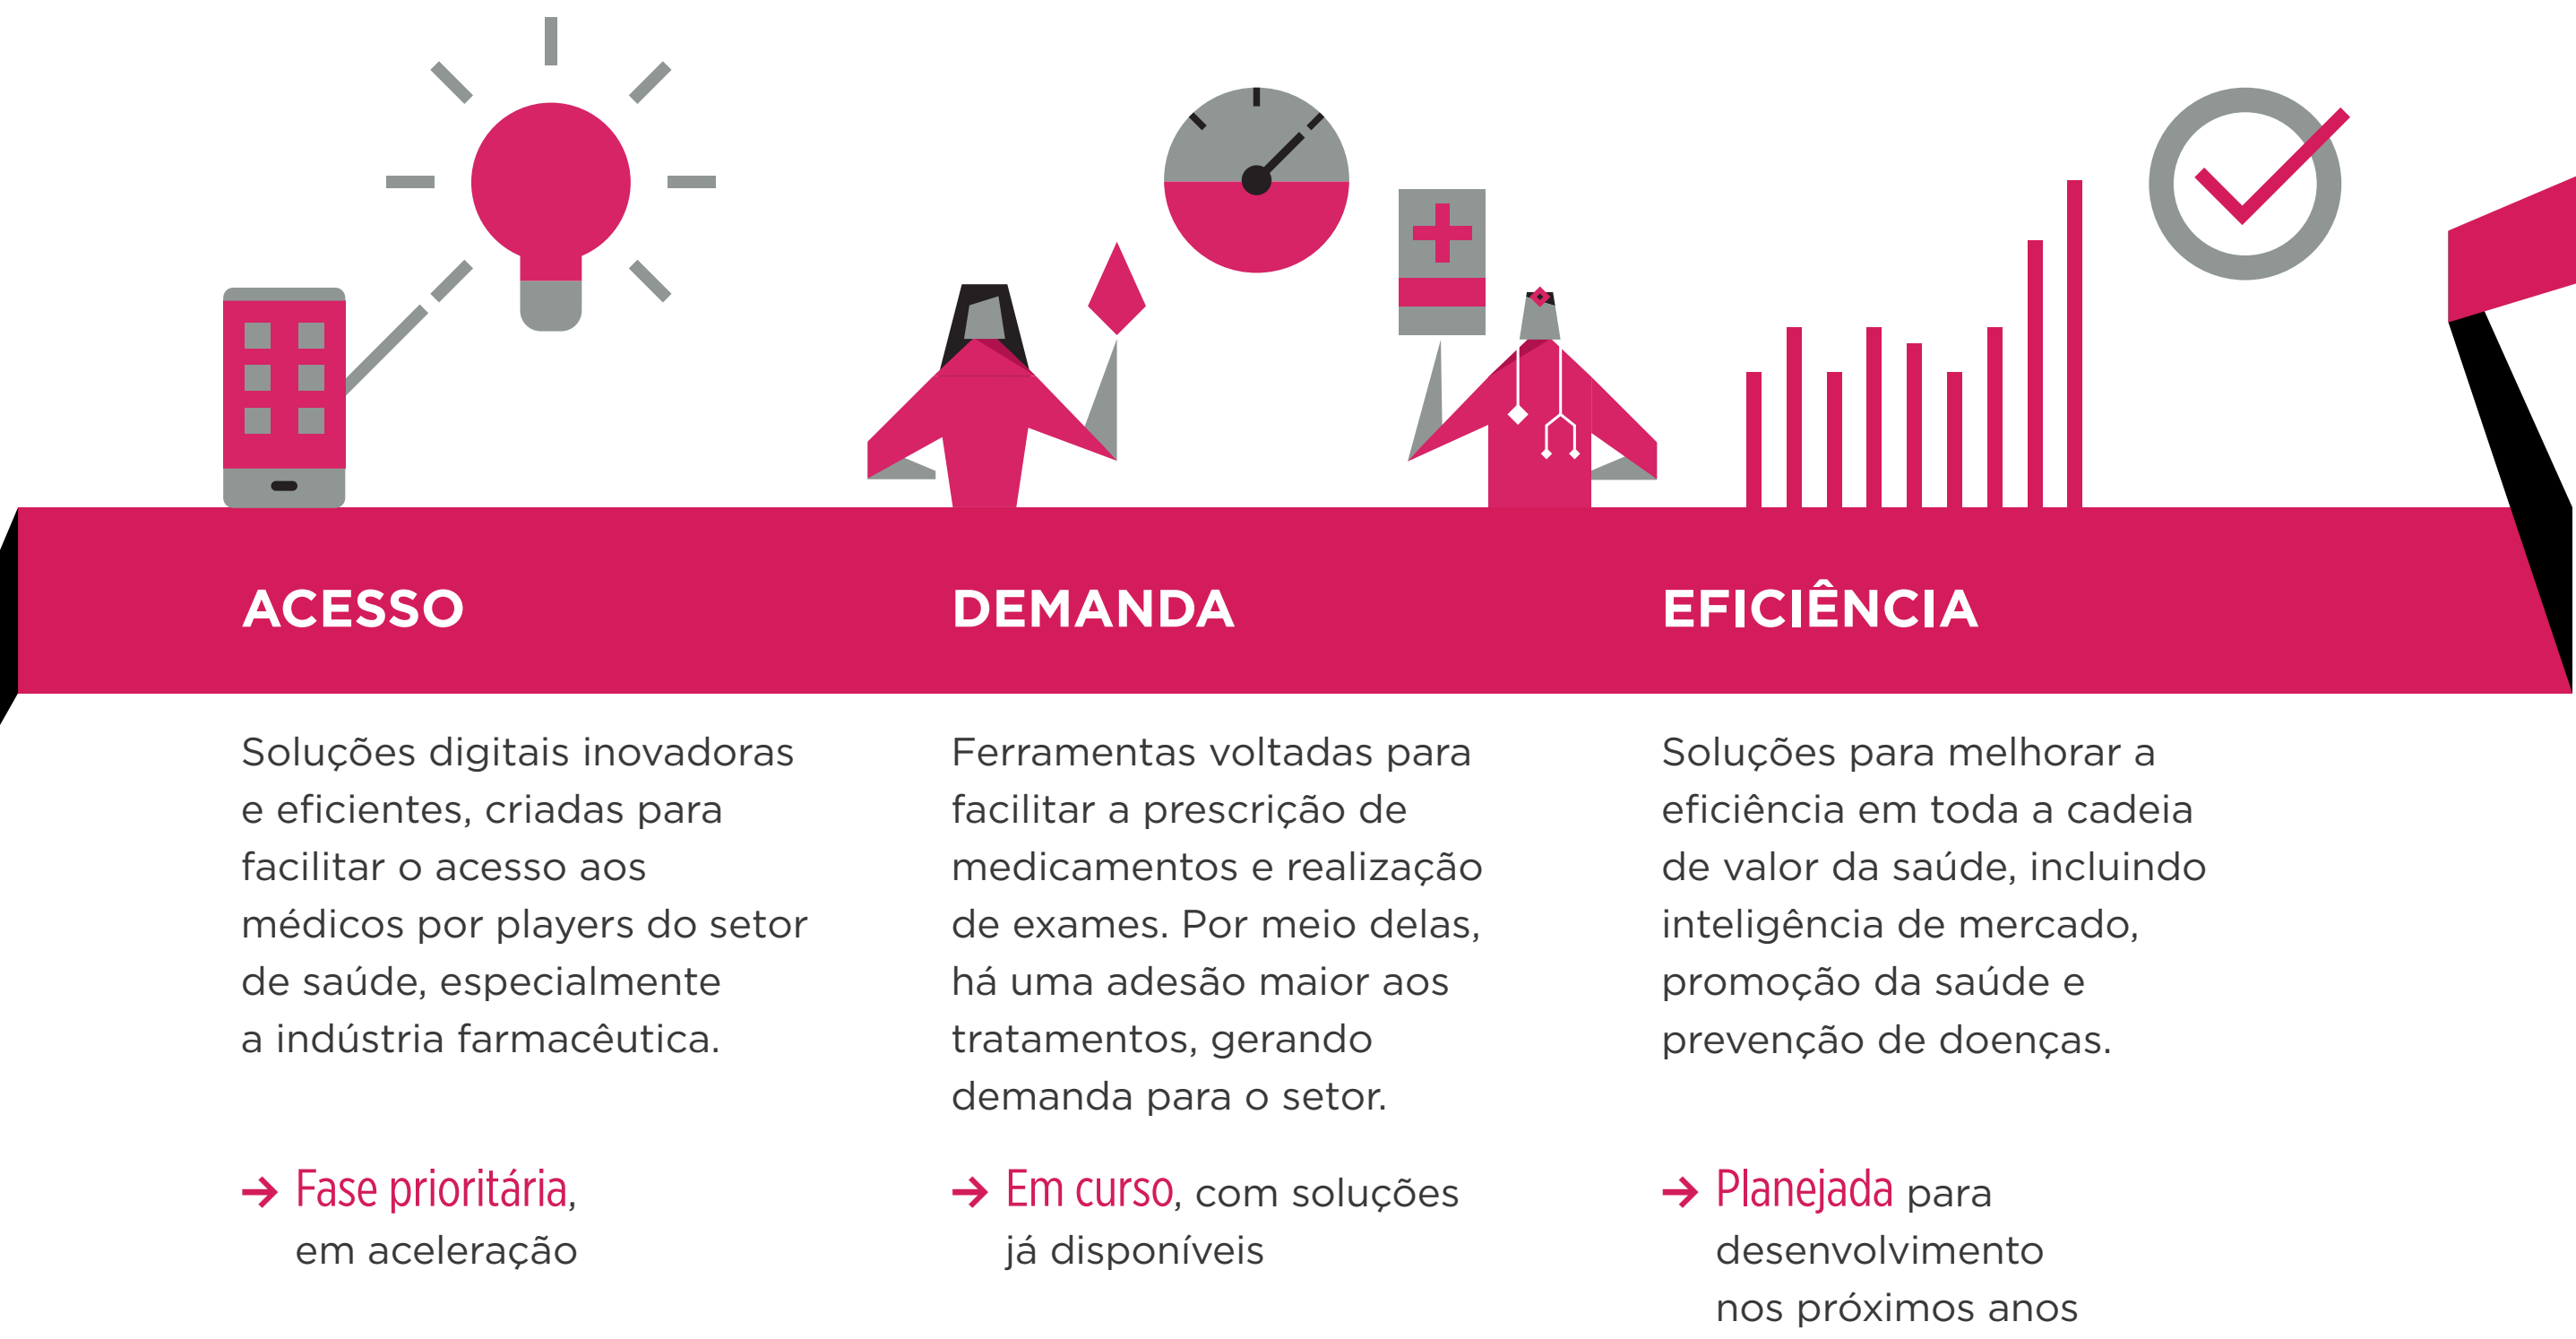 ACESSO
Soluções digitais inovadoras
e eficientes, criadas para
facilitar o acesso aos
médicos por players do setor
de saúde, especialmente
a indústria farmacêutica.
→ Fase prioritária,
em aceleração
DEMANDA
Ferramentas voltadas para
facilitar a prescrição de
medicamentos e realização
de exames. Por meio delas,
há uma adesão maior aos
tratamentos, gerando
demanda para o setor.
→ Em curso, com soluções
já disponíveis
EFICIÊNCIA
Soluções para melhorar a
eficiência em toda a cadeia
de valor da saúde, incluindo
inteligência de mercado,
promoção da saúde e
prevenção de doenças.
→ Planejada para
desenvolvimento
nos próximos anos